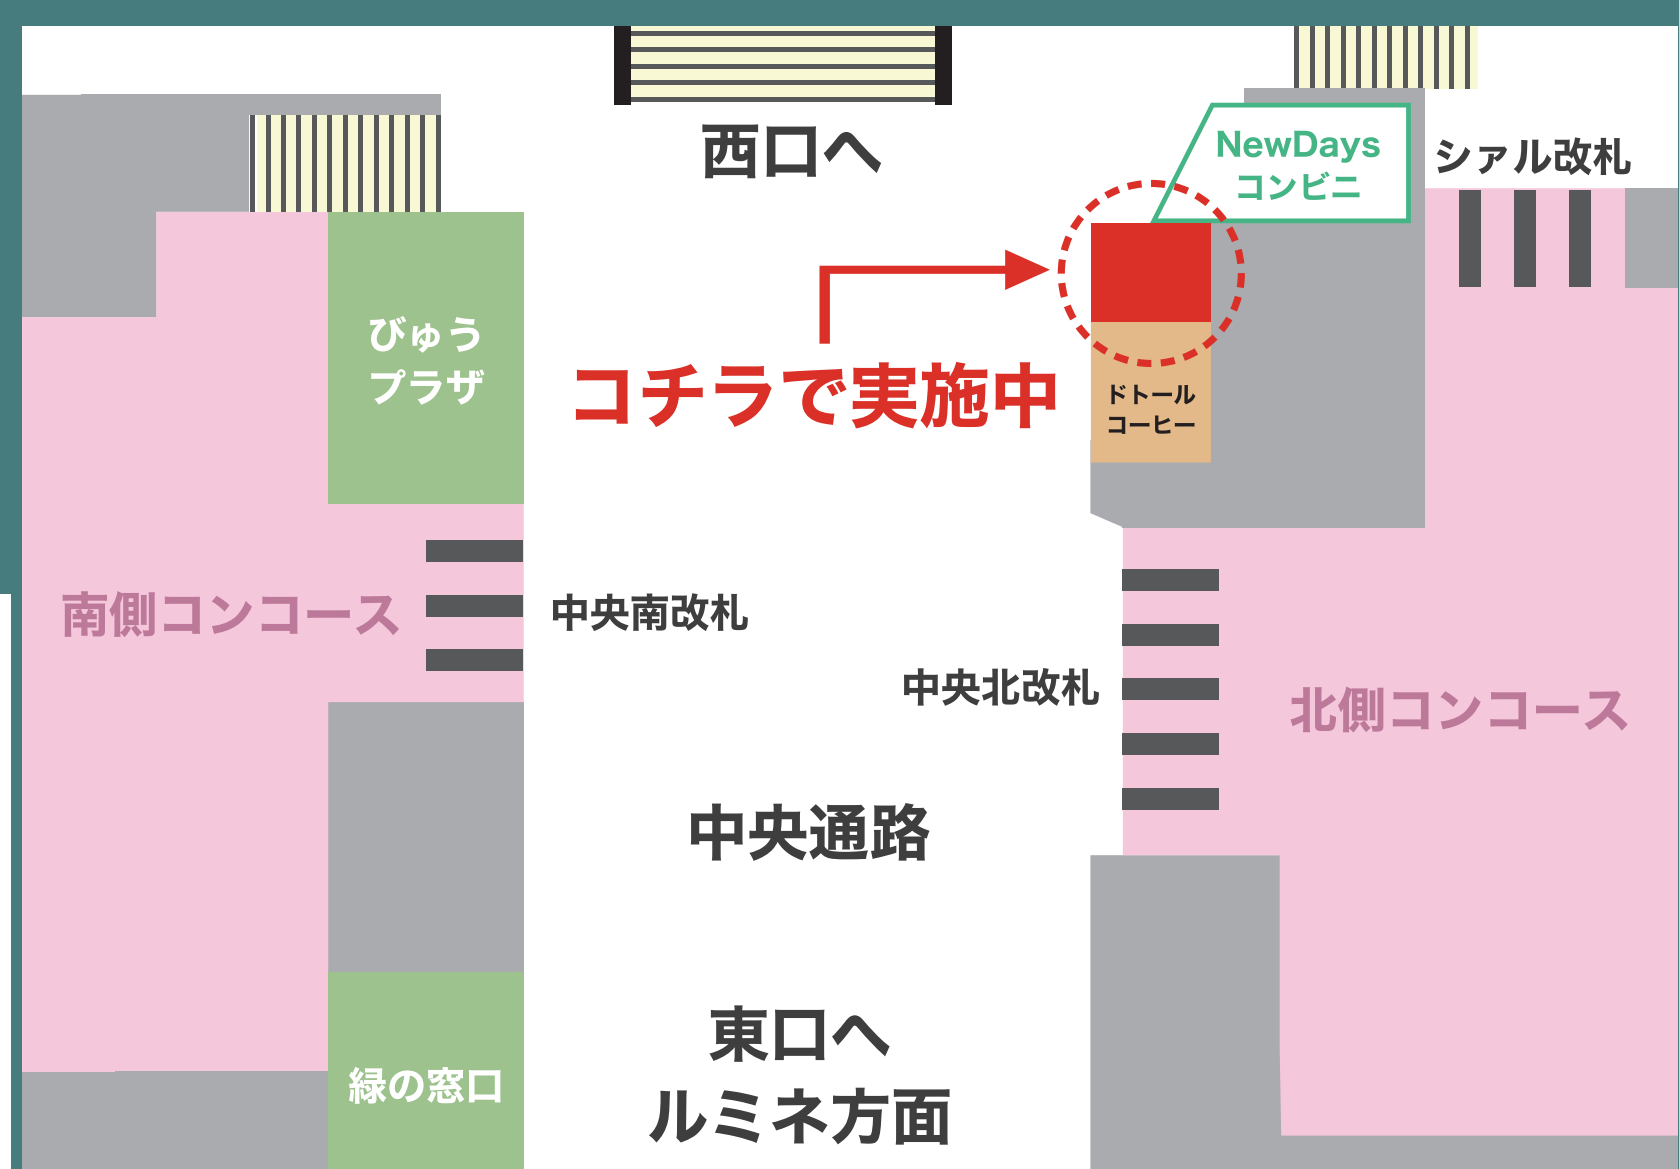 西口へ
NewDays
コンビニ
シァル改札
びゅう
プラザ
コチラで実施中
ドトール
コーヒー
南側コンコース
中央南改札
中央北改札
北側コンコース
中央通路
東口へ
ルミネ方面
緑の窓口